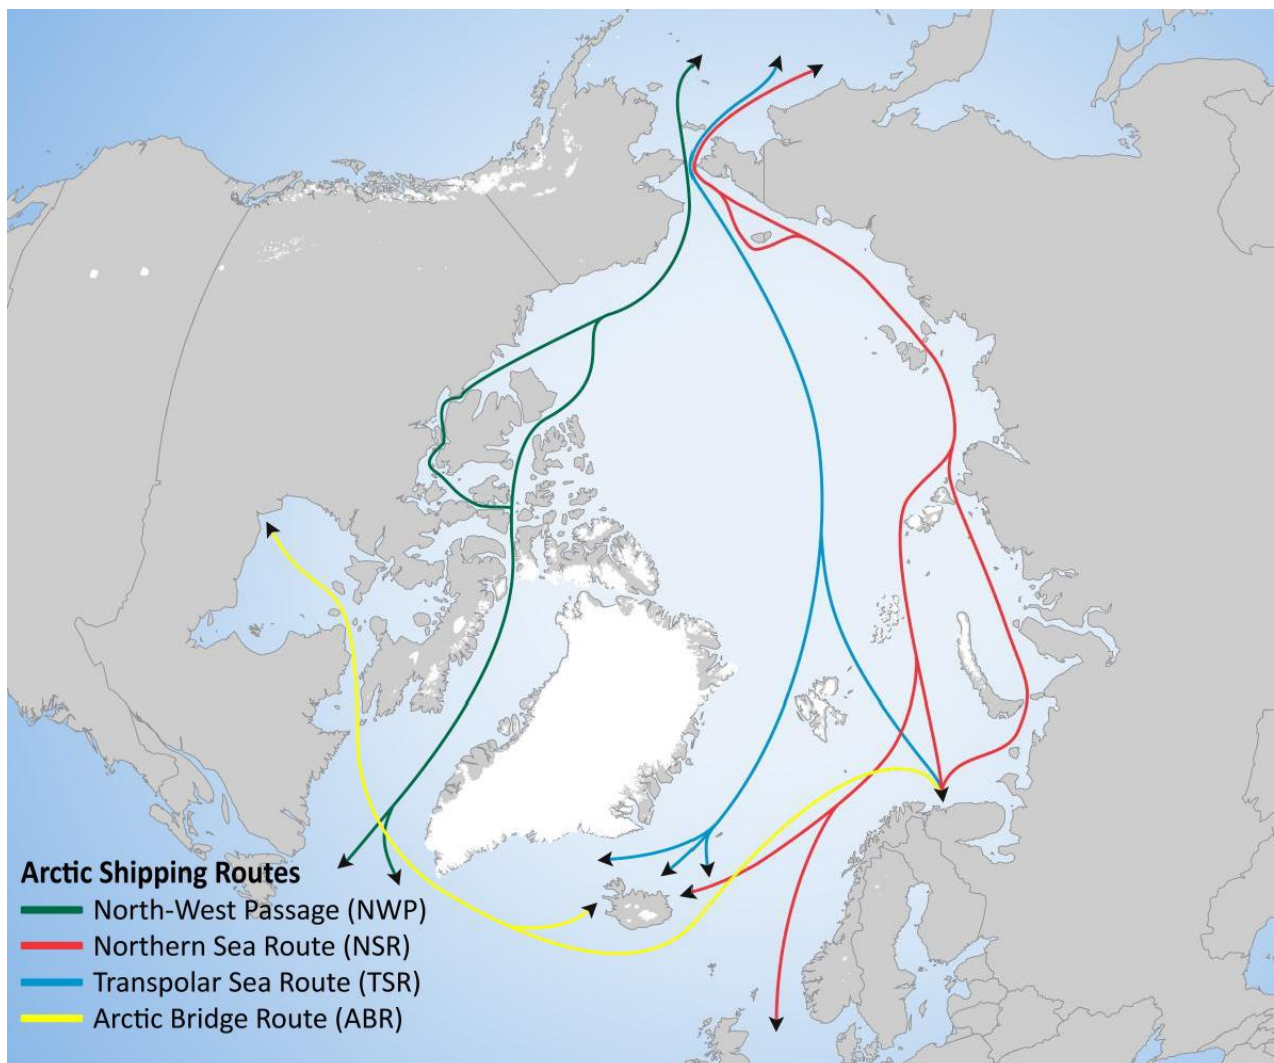 Arctic Shipping Routes
North-West Passage (NWP)
Northern Sea Route (NSR)
Transpolar Sea Route (TSR)
Arctic Bridge Route (ABR)